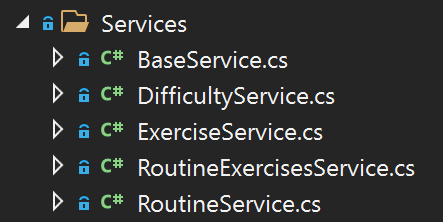 Services
C# BaseService.cs
C# DifficultyService.cs
C# ExerciseService.cs
C# RoutineExercisesService.cs
C# RoutineService.cs